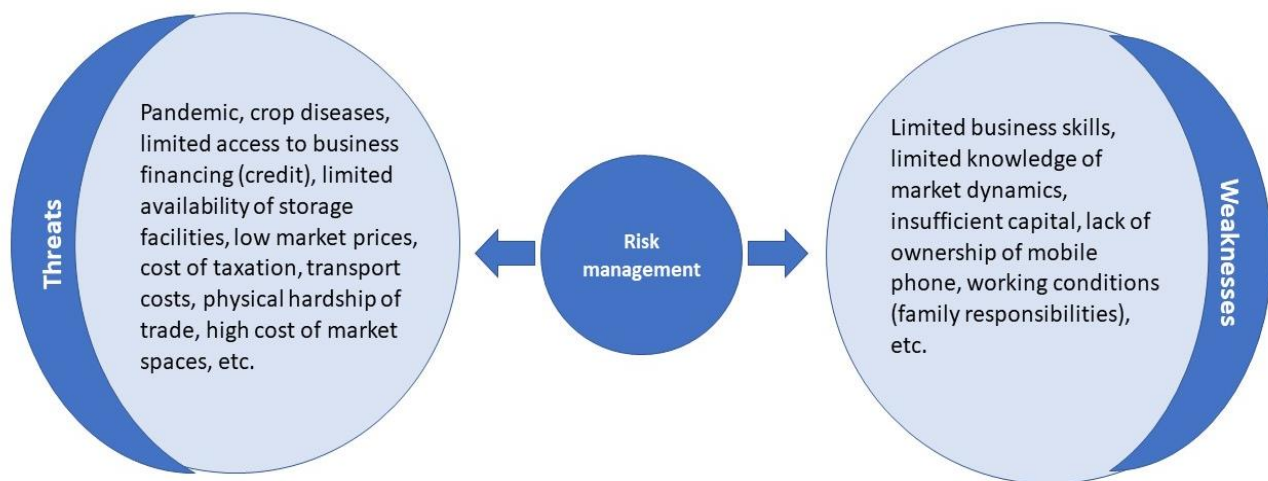 Threats
Pandemic, crop diseases,
limited access to business
financing (credit), limited
availability of storage
facilities, low market prices,
cost of taxation, transport
costs, physical hardship of
trade, high cost of market
spaces, etc.
Risk
management
Limited business skills,
limited knowledge of
market dynamics,
insufficient capital, lack of
ownership of mobile
phone, working conditions
(family responsibilities),
etc.
Weaknesses